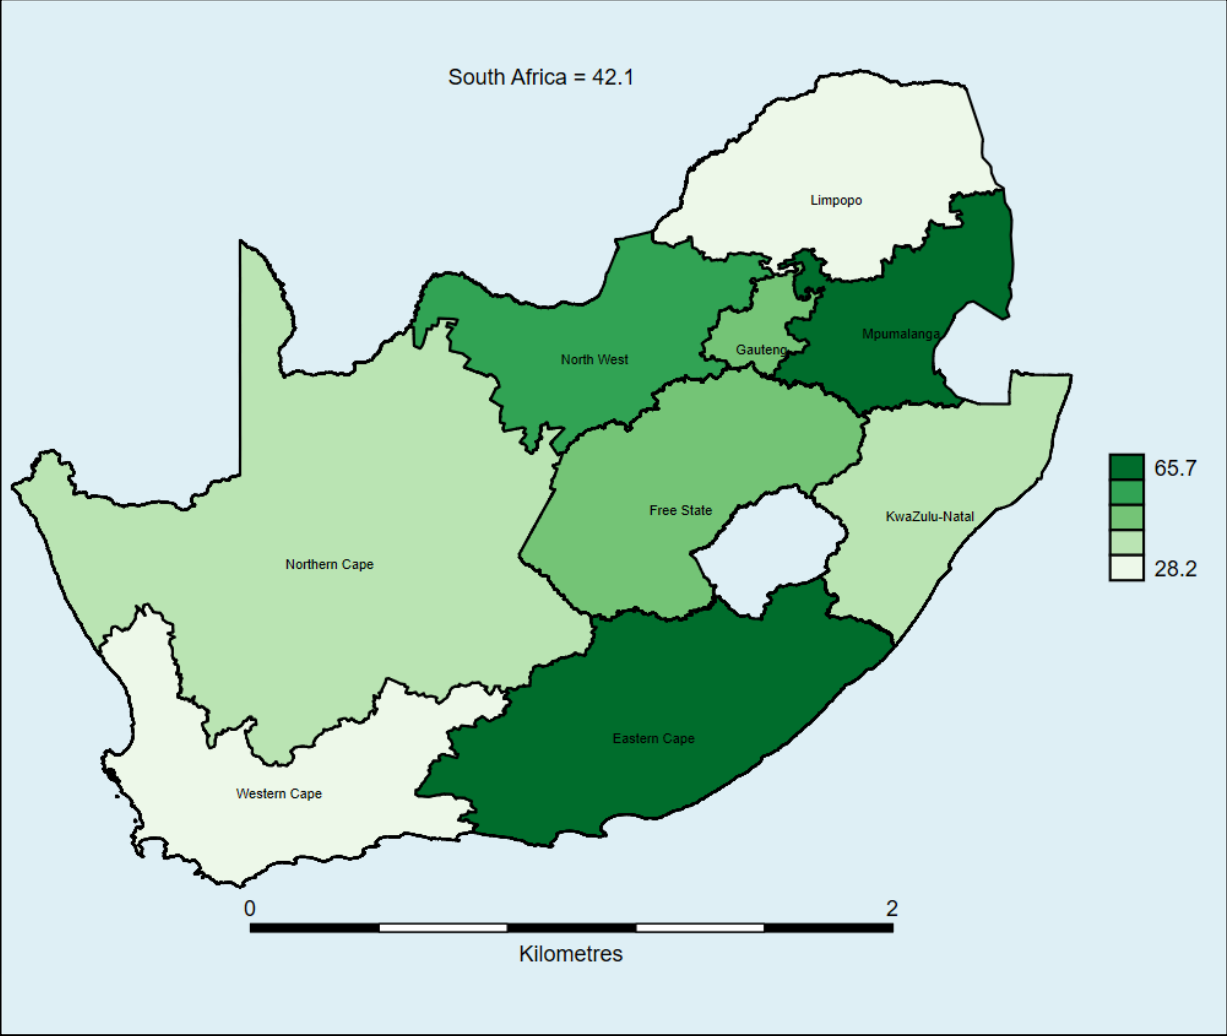 South Africa = 42.1
Limpopo
Mpumalanga
Gauteng
North West
65.7
Free State
KwaZulu-Natal
Northern Cape
28.2
Eastern Cape
Western Cape
0 2
Kilometres